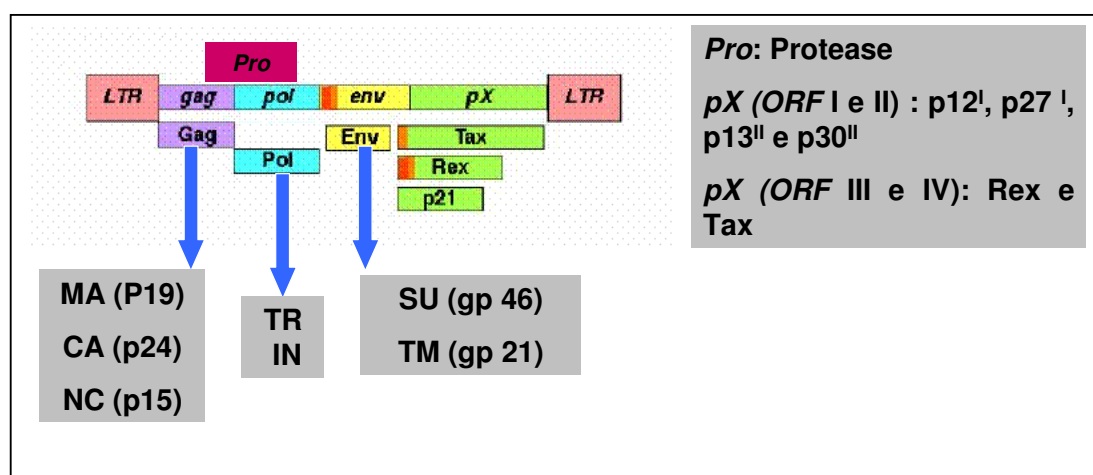 Pro
LTR gag pol env pX LTR
Gag Env Tax
Pol Rex
p21
MA (P19)
CA (p24)
NC (p15)
TR
IN
SU (gp 46)
TM (gp 21)
Pro: Protease
pX (ORF I e II) : p12ᴵ, p27 ᴵ,
p13ᴵᴵ e p30ᴵᴵ
pX (ORF III e IV): Rex e
Tax